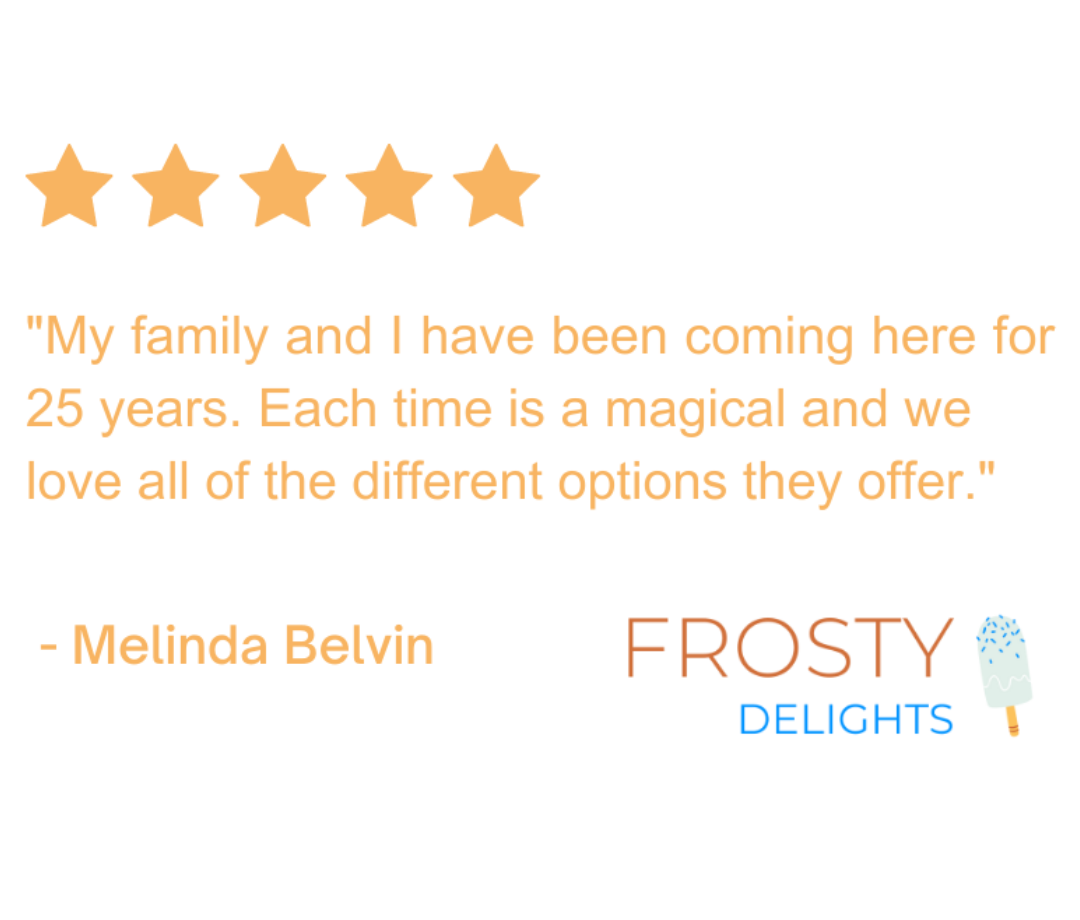 "My family and I have been coming here for
25 years. Each time is a magical and we
love all of the different options they offer."
- Melinda Belvin
FROSTY
DELIGHTS